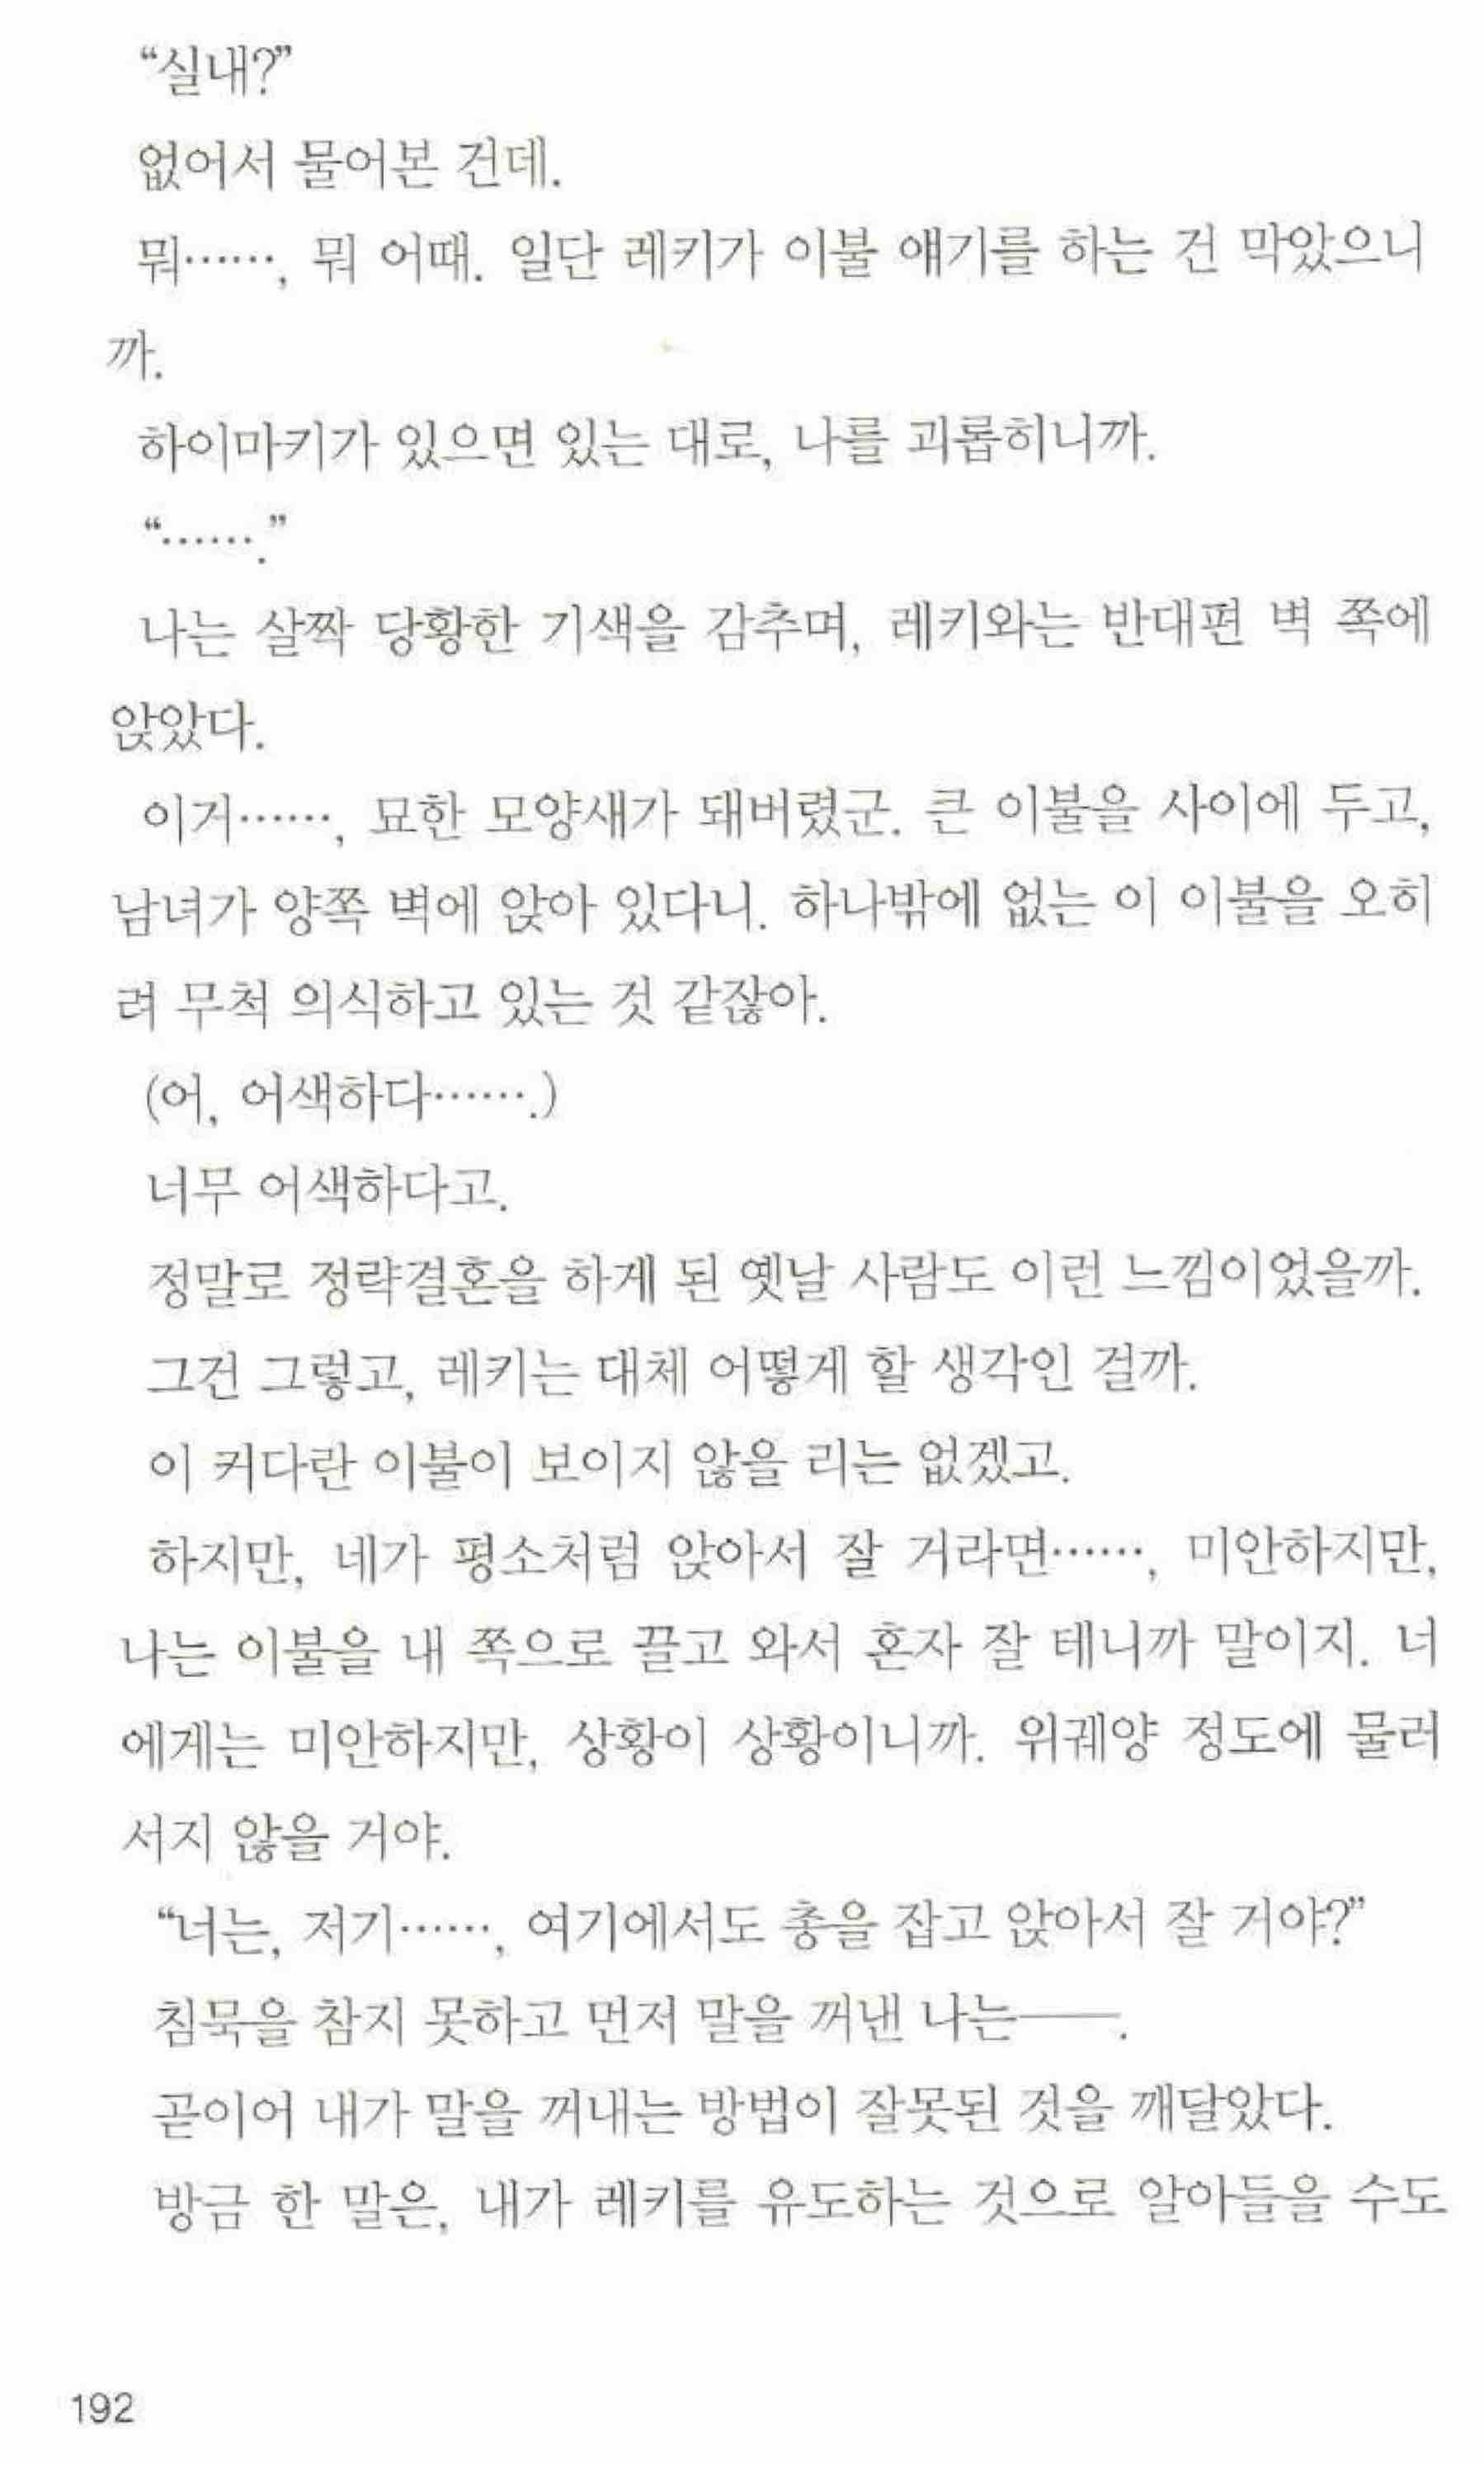 “실내?”
없어서 물어본 건데.
뭐……, 뭐 어때. 일단 레키가 이불 얘기를 하는 건 막았으니
까.
하이마키가 있으면 있는 대로, 나를 괴롭히니까.
“…….”
나는 살짝 당황한 기색을 감추며, 레키와는 반대편 벽 쪽에
앉았다.
이거……, 묘한 모양새가 돼버렸군. 큰 이불을 사이에 두고,
남녀가 양쪽 벽에 앉아 있다니. 하나밖에 없는 이 이불을 오히
려 무척 의식하고 있는 것 같잖아.
(어, 어색하다…….)
너무 어색하다고.
정말로 정략결혼을 하게 된 옛날 사람도 이런 느낌이었을까.
그건 그렇고, 레키는 대체 어떻게 할 생각인 걸까.
이 커다란 이불이 보이지 않을 리는 없겠고.
하지만, 네가 평소처럼 앉아서 잘 거라면……, 미안하지만,
나는 이불을 내 쪽으로 끌고 와서 혼자 잘 테니까 말이지. 너
에게는 미안하지만, 상황이 상황이니까. 위궤양 정도에 물러
서지 않을 거야.
“너는, 저기……, 여기에서도 총을 잡고 앉아서 잘 거야?”
침묵을 참지 못하고 먼저 말을 꺼낸 나는──.
곧이어 내가 말을 꺼내는 방법이 잘못된 것을 깨달았다.
방금 한 말은, 내가 레키를 유도하는 것으로 알아들을 수도
192